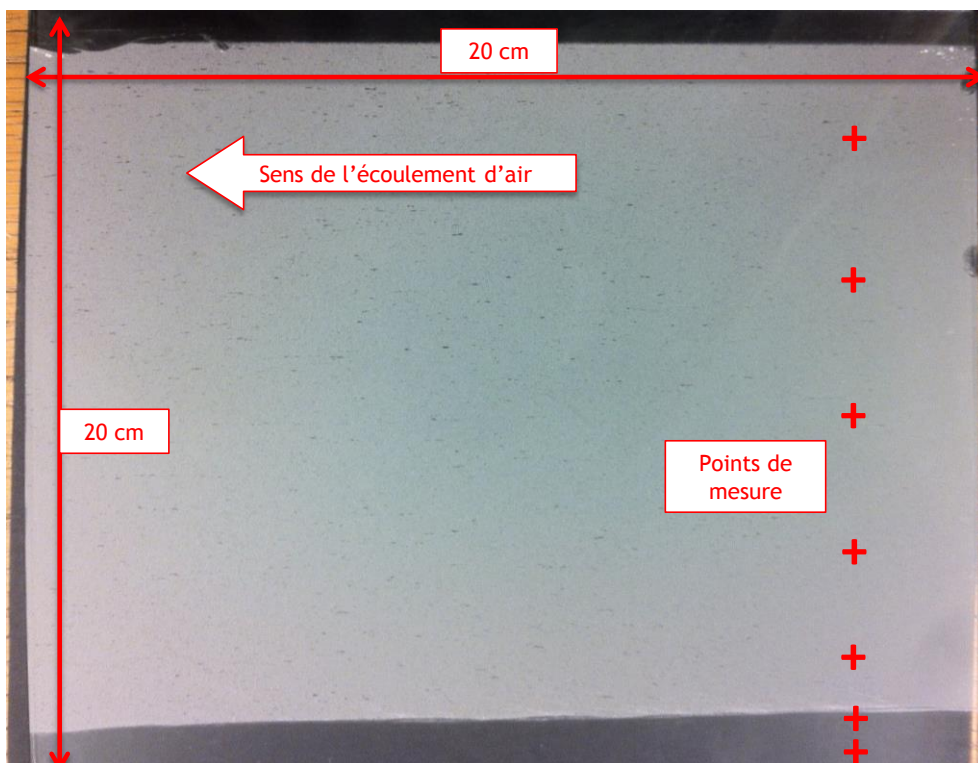 20 cm
Sens de l’écoulement d’air
20 cm
Points de
mesure